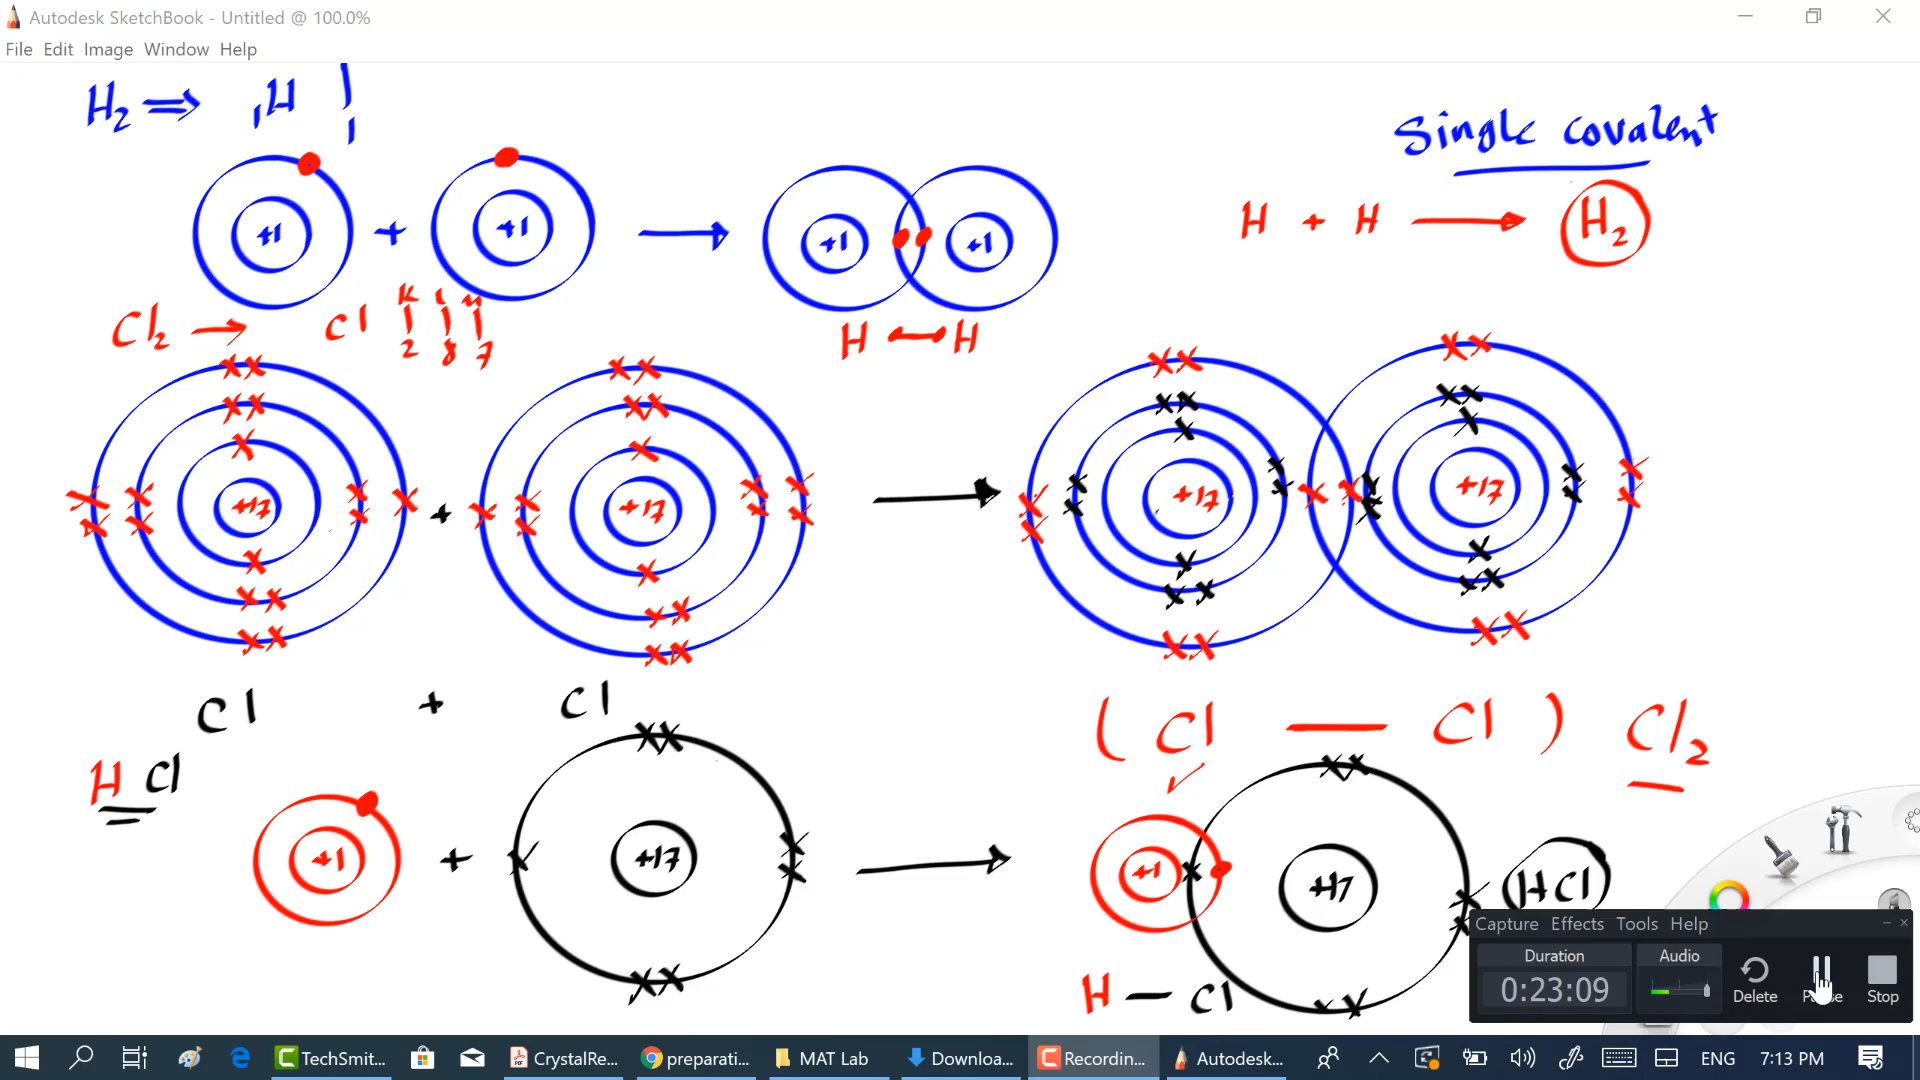 Autodesk SketchBook - Untitled @ 100.0%
File Edit Image Window Help
H2 ⇒ 1H 1
Single covalent
+1 + +1 → +1 +1
H + H → H2
Cl2 → Cl K L M
2 8 7
H — H
+17 + +17 → +17 +17
Cl + Cl
( Cl — Cl ) Cl2
HCl
+1 + +17 → +1 +17 HCl
H — Cl
Capture Effects Tools Help
Duration Audio
0:23:09 Delete Stop
TechSmit... CrystalRe... preparati... MAT Lab Downloa... Recordin... Autodesk... ENG 7:13 PM